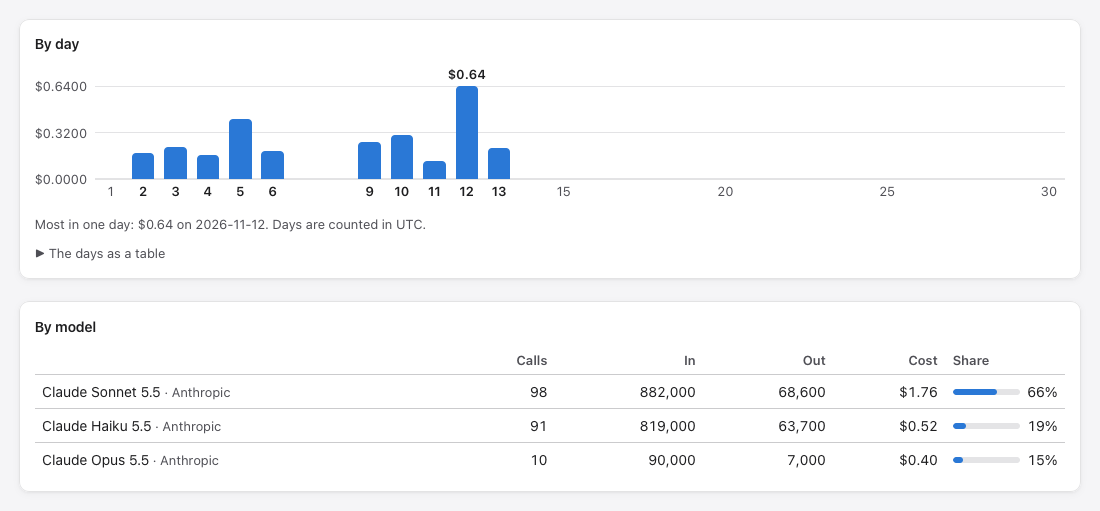 By day
$0.64
$0.6400
$0.3200
$0.0000
1 2 3 4 5 6 9 10 11 12 13 15 20 25 30
Most in one day: $0.64 on 2026-11-12. Days are counted in UTC.
▶ The days as a table
By model
Calls In Out Cost Share
Claude Sonnet 5.5 · Anthropic 98 882,000 68,600 $1.76 66%
Claude Haiku 5.5 · Anthropic 91 819,000 63,700 $0.52 19%
Claude Opus 5.5 · Anthropic 10 90,000 7,000 $0.40 15%